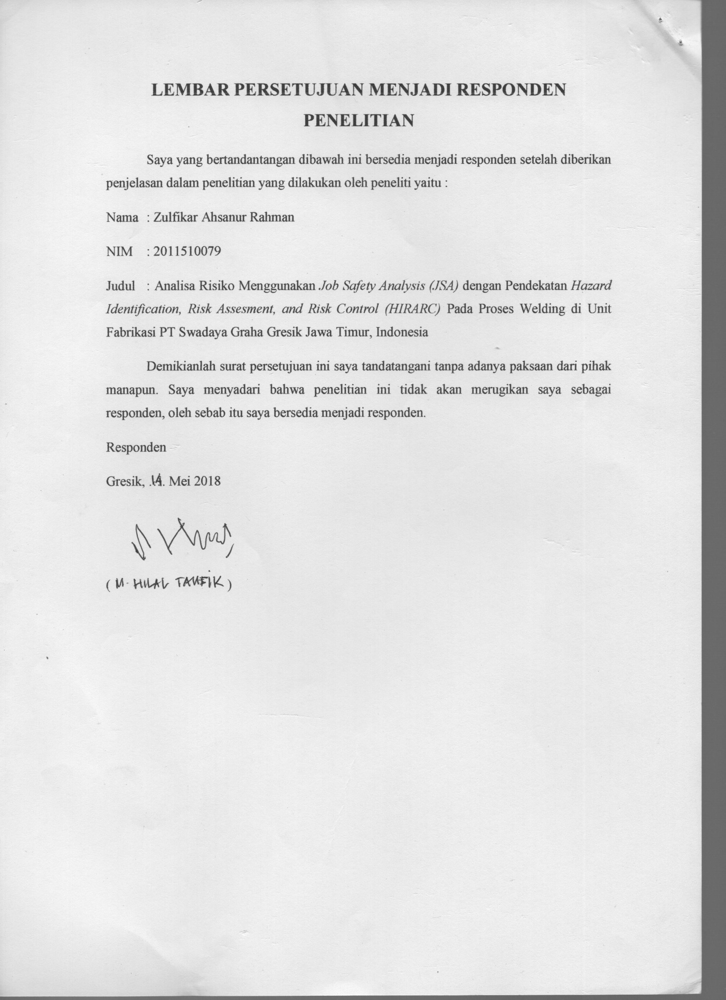 LEMBAR PERSETUJUAN MENJADI RESPONDEN
PENELITIAN
Saya yang bertandantangan dibawah ini bersedia menjadi responden setelah diberikan
penjelasan dalam penelitian yang dilakukan oleh peneliti yaitu :
Nama : Zulfikar Ahsanur Rahman
NIM : 2011510079
Judul : Analisa Risiko Menggunakan Job Safety Analysis (JSA) dengan Pendekatan Hazard
Identification, Risk Assesment, and Risk Control (HIRARC) Pada Proses Welding di Unit
Fabrikasi PT Swadaya Graha Gresik Jawa Timur, Indonesia
Demikianlah surat persetujuan ini saya tandatangani tanpa adanya paksaan dari pihak
manapun. Saya menyadari bahwa penelitian ini tidak akan merugikan saya sebagai
responden, oleh sebab itu saya bersedia menjadi responden.
Responden
Gresik, .14. Mei 2018
(M. HILAL TAUFIK)